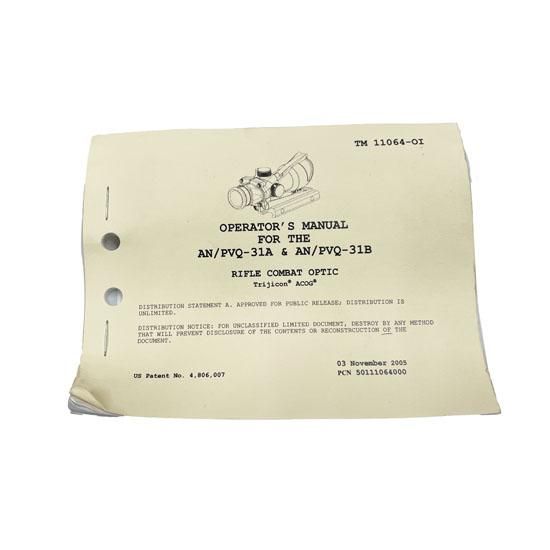 TM 11064-OI
OPERATOR'S MANUAL
FOR THE
AN/PVQ-31A & AN/PVQ-31B
RIFLE COMBAT OPTIC
Trijicon® ACOG®
DISTRIBUTION STATEMENT A. APPROVED FOR PUBLIC RELEASE; DISTRIBUTION IS
UNLIMITED.
DISTRIBUTION NOTICE: FOR UNCLASSIFIED LIMITED DOCUMENT, DESTROY BY ANY METHOD
THAT WILL PREVENT DISCLOSURE OF THE CONTENTS OR RECONSTRCUCTION OF THE
DOCUMENT.
03 November 2005
US Patent No. 4,806,007
PCN 50111064000